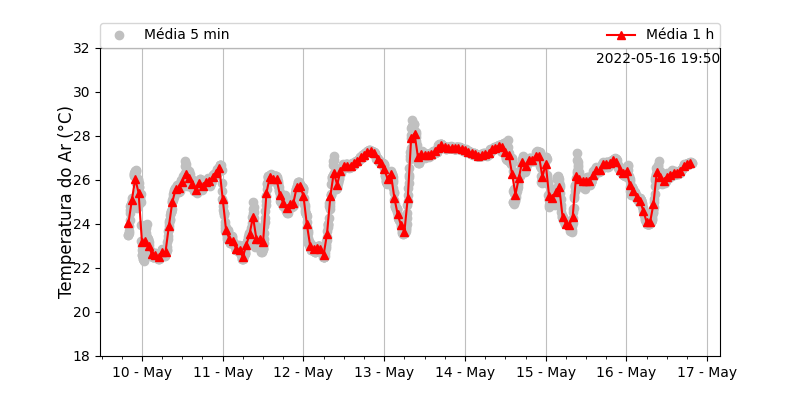 Média 5 min
Média 1 h
2022-05-16 19:50
Temperatura do Ar (°C)
32
30
28
26
24
22
20
18
10 - May
11 - May
12 - May
13 - May
14 - May
15 - May
16 - May
17 - May